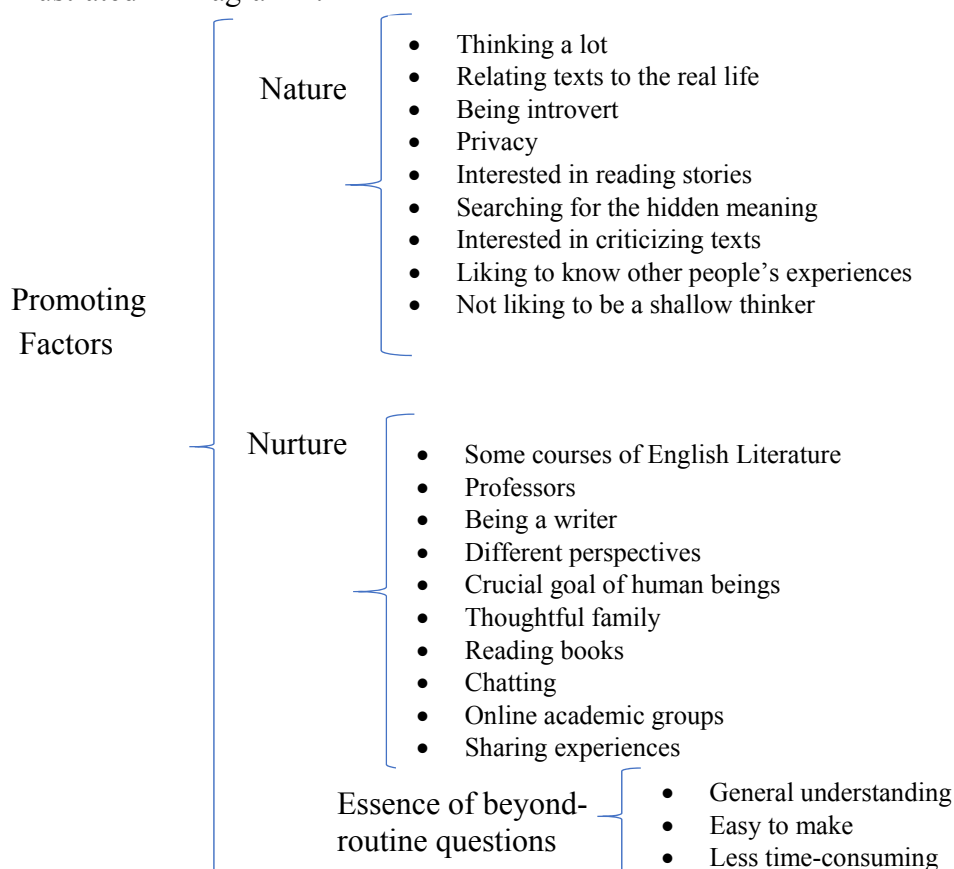 Nature
• Thinking a lot
• Relating texts to the real life
• Being introvert
• Privacy
• Interested in reading stories
• Searching for the hidden meaning
• Interested in criticizing texts
• Liking to know other people’s experiences
• Not liking to be a shallow thinker
Promoting
Factors
Nurture
• Some courses of English Literature
• Professors
• Being a writer
• Different perspectives
• Crucial goal of human beings
• Thoughtful family
• Reading books
• Chatting
• Online academic groups
• Sharing experiences
Essence of beyond-
routine questions
• General understanding
• Easy to make
• Less time-consuming